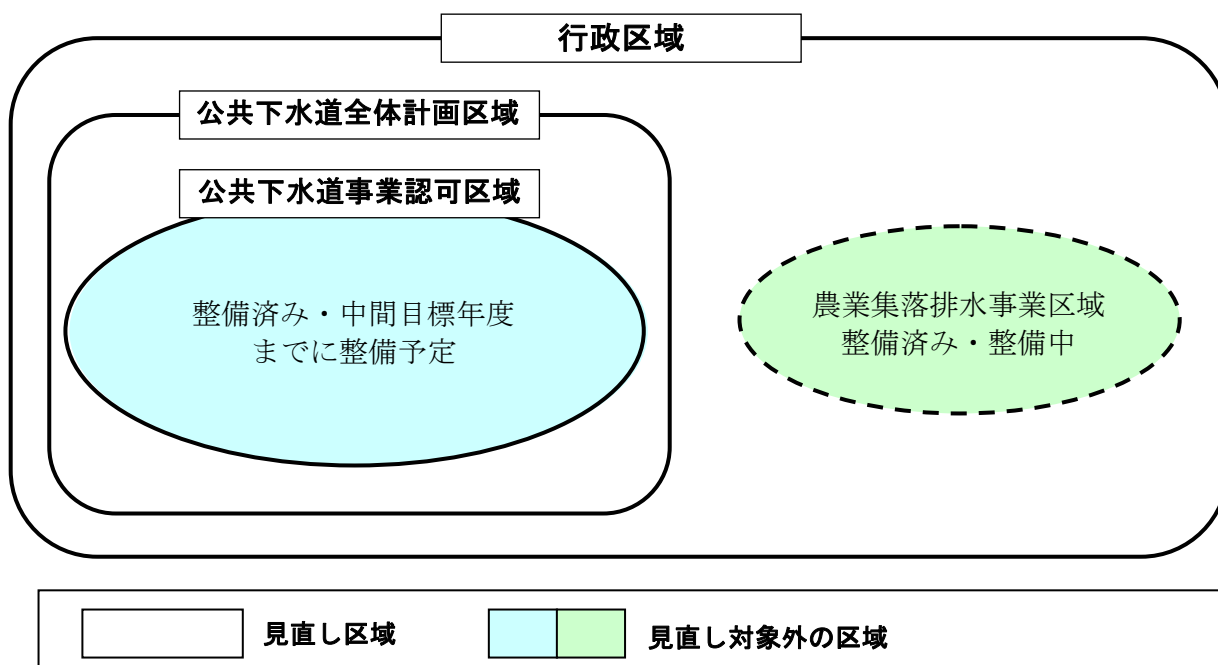 行政区域
公共下水道全体計画区域
公共下水道事業認可区域
整備済み・中間目標年度
までに整備予定
農業集落排水事業区域
整備済み・整備中
見直し区域
見直し対象外の区域